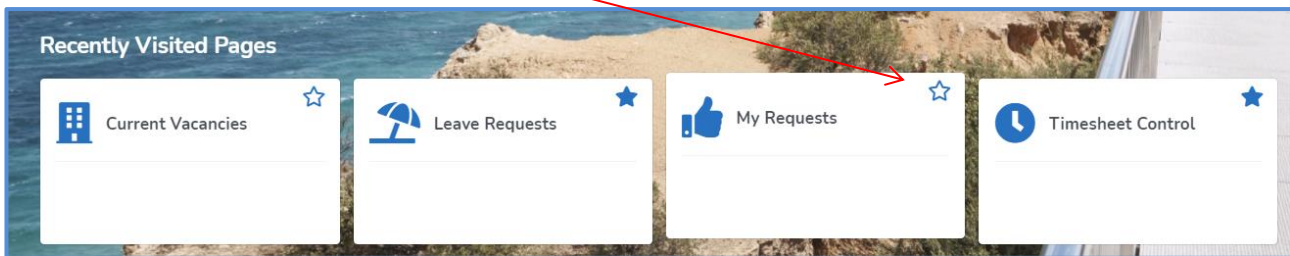 Recently Visited Pages
Current Vacancies
Leave Requests
My Requests
Timesheet Control